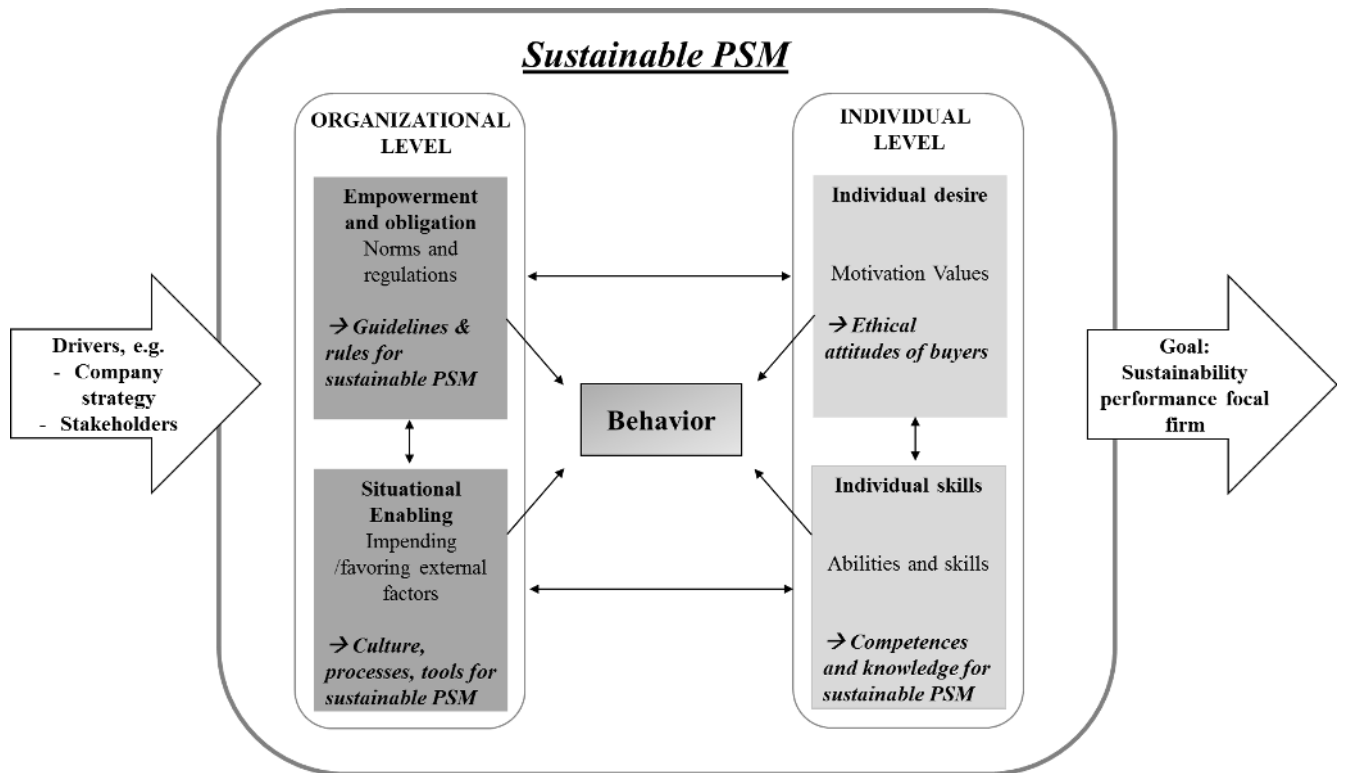 Sustainable PSM
Drivers, e.g.
- Company
strategy
- Stakeholders
ORGANIZATIONAL
LEVEL
Empowerment
and obligation
Norms and
regulations
→ Guidelines &
rules for
sustainable PSM
Situational
Enabling
Impending
/favoring external
factors
→ Culture,
processes, tools for
sustainable PSM
Behavior
INDIVIDUAL
LEVEL
Individual desire
Motivation Values
→ Ethical
attitudes of buyers
Individual skills
Abilities and skills
→ Competences
and knowledge for
sustainable PSM
Goal:
Sustainability
performance focal
firm